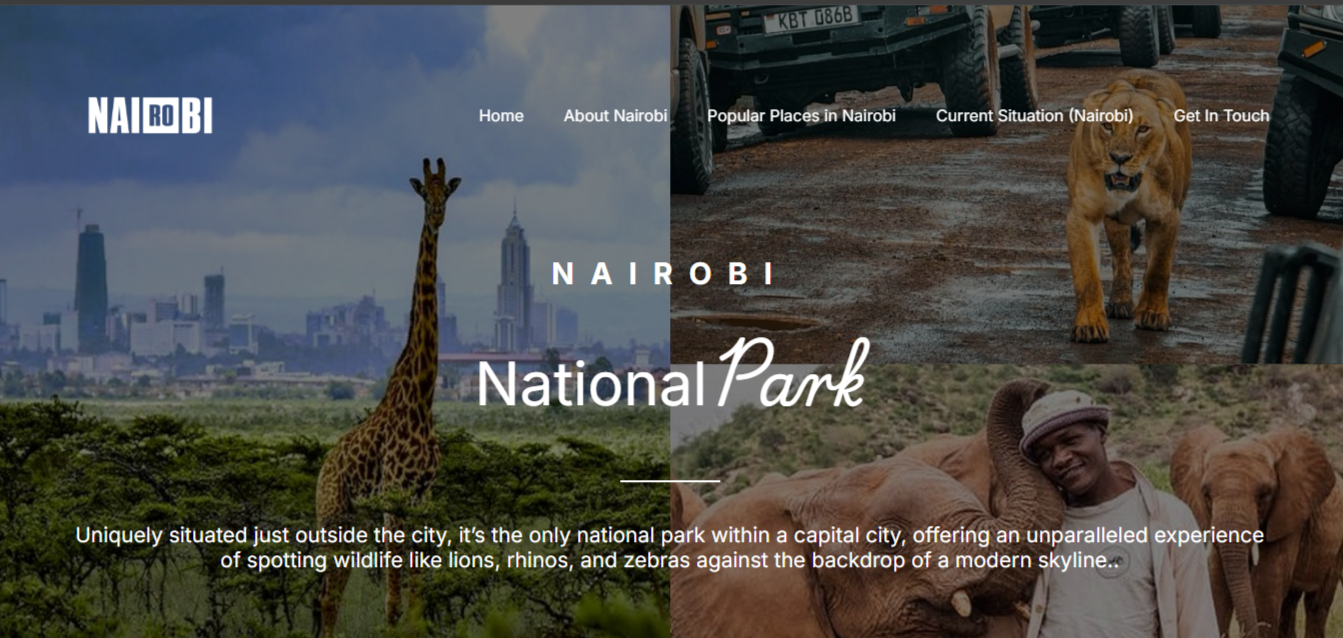 KBT 086B
NAIROBI
Home About Nairobi Popular Places in Nairobi Current Situation (Nairobi) Get In Touch
NAIROBI
National Park
Uniquely situated just outside the city, it’s the only national park within a capital city, offering an unparalleled experience
of spotting wildlife like lions, rhinos, and zebras against the backdrop of a modern skyline..